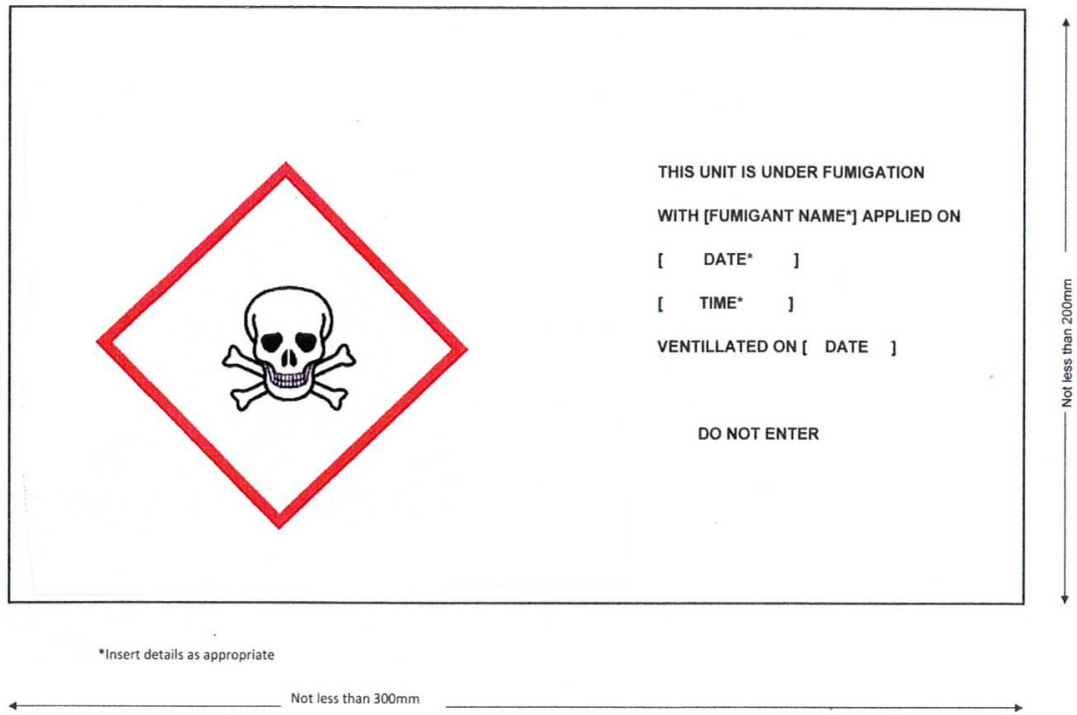 THIS UNIT IS UNDER FUMIGATION
WITH [FUMIGANT NAME*] APPLIED ON
[ DATE* ]
[ TIME* ]
VENTILLATED ON [ DATE ]
DO NOT ENTER
Not less than 200mm
*Insert details as appropriate
Not less than 300mm